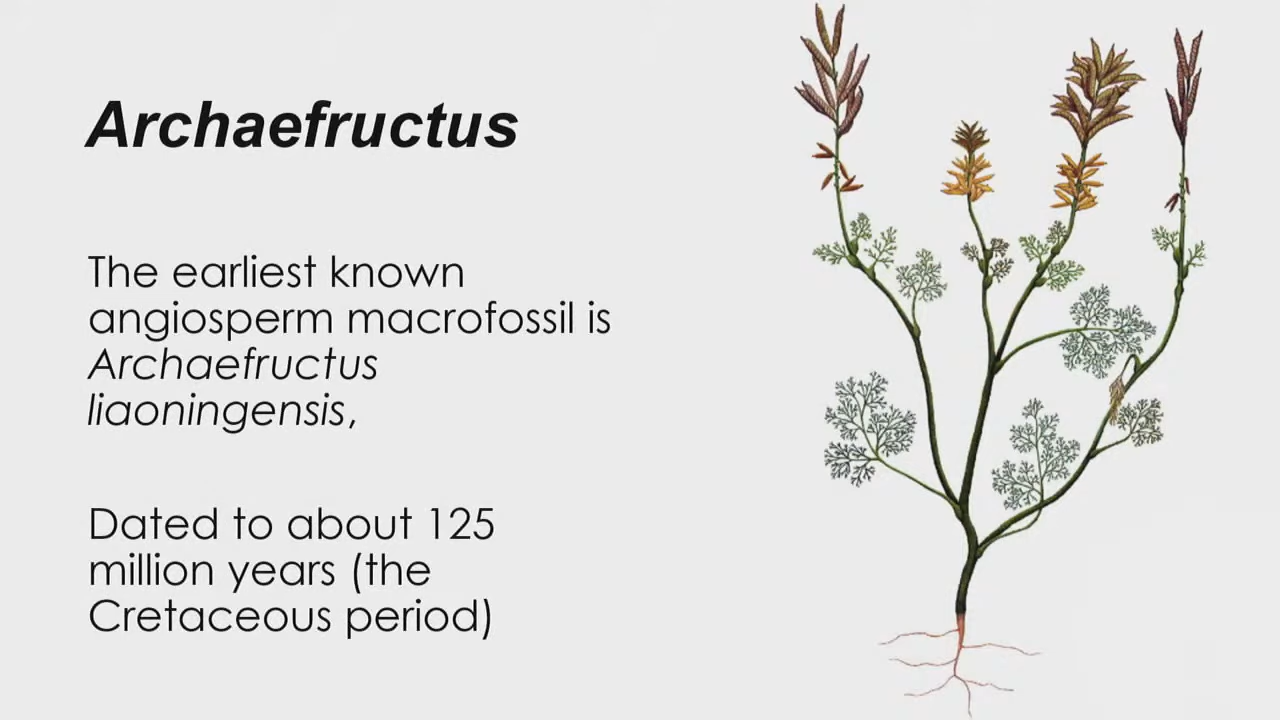 Archaefructus
The earliest known
angiosperm macrofossil is
Archaefructus
liaoningensis,
Dated to about 125
million years (the
Cretaceous period)